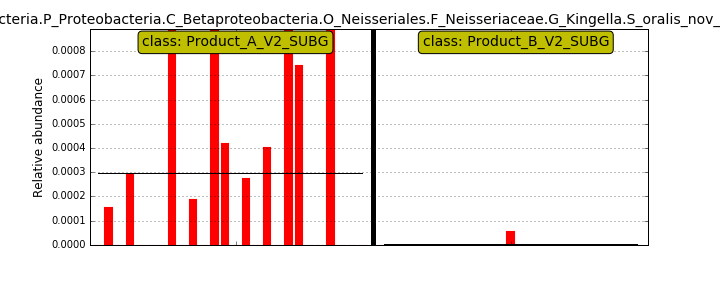 cteria.P_Proteobacteria.C_Betaproteobacteria.O_Neisseriales.F_Neisseriaceae.G_Kingella.S_oralis_nov_
class: Product_A_V2_SUBG
class: Product_B_V2_SUBG
Relative abundance
0.0008
0.0007
0.0006
0.0005
0.0004
0.0003
0.0002
0.0001
0.0000